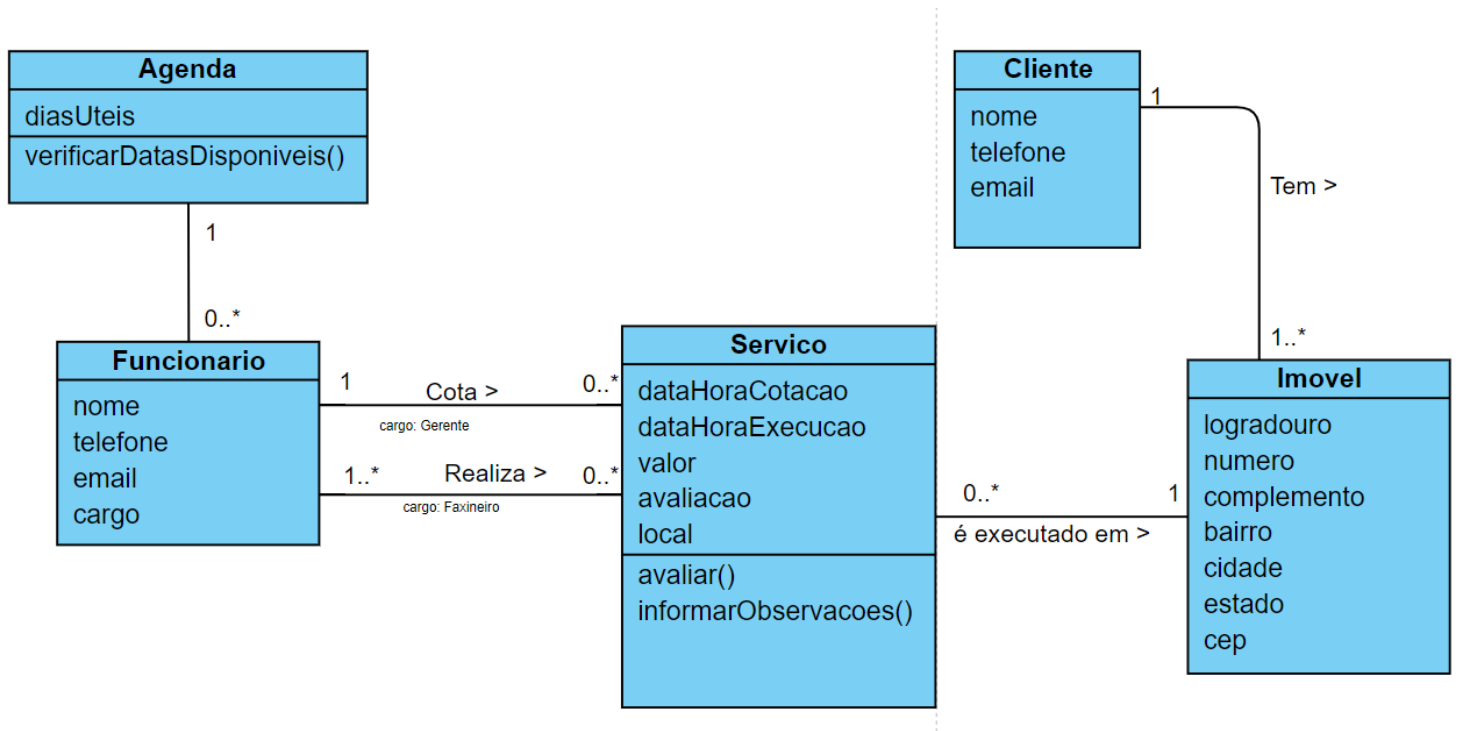 Agenda
diasUteis
verificarDatasDisponiveis()
1
0..*
Funcionario
nome
telefone
email
cargo
1
Cota >
0..*
cargo: Gerente
1..*
Realiza >
0..*
cargo: Faxineiro
Servico
dataHoraCotacao
dataHoraExecucao
valor
avaliacao
local
avaliar()
informarObservacoes()
Cliente
nome
telefone
email
1
Tem >
1..*
0..*
1
é executado em >
Imovel
logradouro
numero
complemento
bairro
cidade
estado
cep